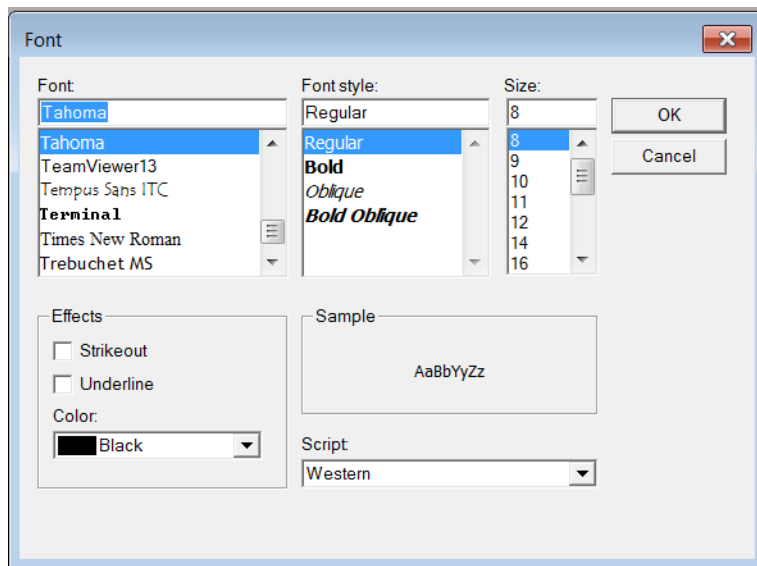 Font
Font:
Tahoma
Tahoma
TeamViewer13
Tempus Sans ITC
Terminal
Times New Roman
Trebuchet MS
Font style:
Regular
Regular
Bold
Oblique
Bold Oblique
Size:
8
8
9
10
11
12
14
16
OK
Cancel
Effects
Strikeout
Underline
Color:
Black
Sample
AaBbYyZz
Script:
Western